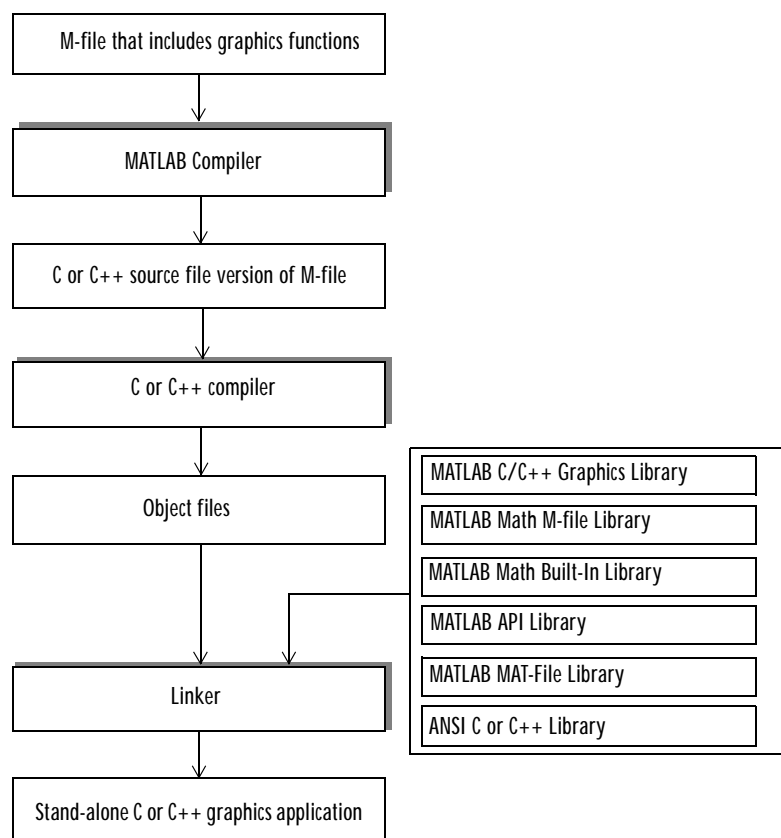 M-file that includes graphics functions
MATLAB Compiler
C or C++ source file version of M-file
C or C++ compiler
Object files
MATLAB C/C++ Graphics Library
MATLAB Math M-file Library
MATLAB Math Built-In Library
MATLAB API Library
MATLAB MAT-File Library
ANSI C or C++ Library
Linker
Stand-alone C or C++ graphics application